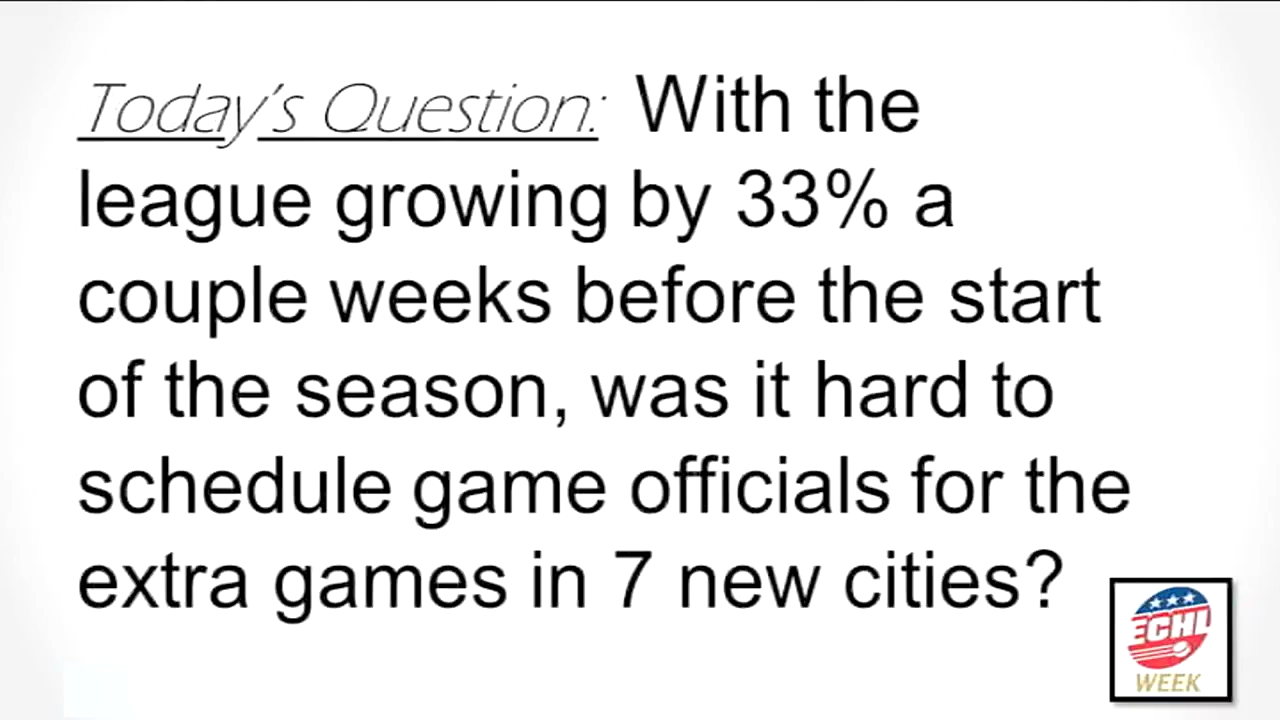 Today's Question: With the
league growing by 33% a
couple weeks before the start
of the season, was it hard to
schedule game officials for the
extra games in 7 new cities?
ECHL
WEEK